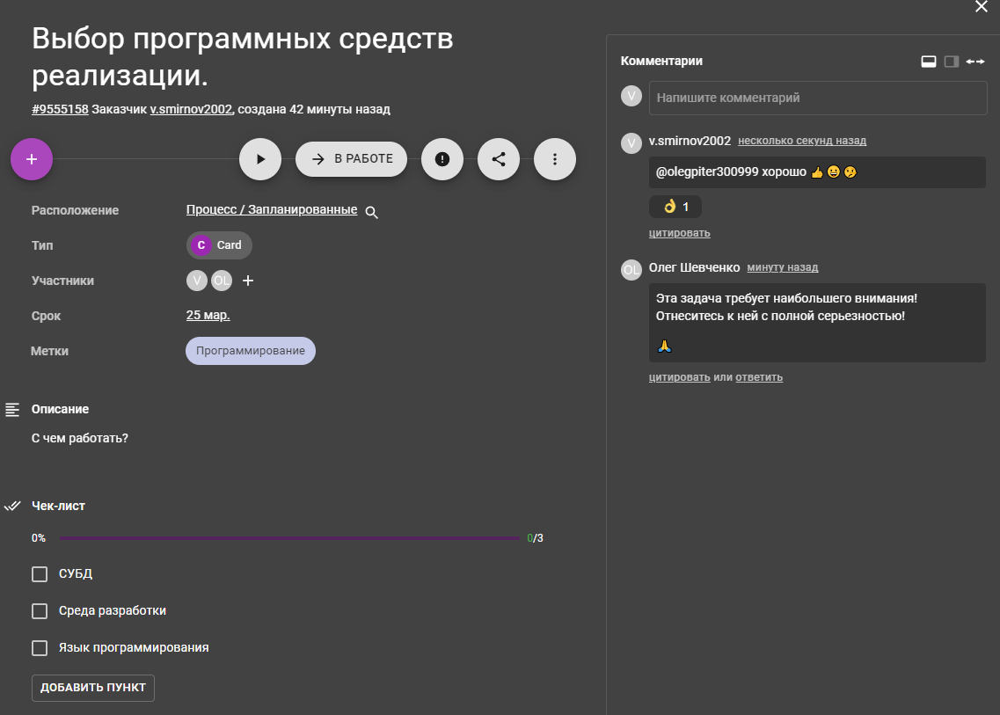 Выбор программных средств
реализации.
#9555158 Заказчик v.smirnov2002, создана 42 минуты назад
В РАБОТЕ
Расположение Процесс / Запланированные
Тип C Card
Участники V OL
Срок 25 мар.
Метки Программирование
Описание
С чем работать?
Чек-лист
0% 0/3
СУБД
Среда разработки
Язык программирования
ДОБАВИТЬ ПУНКТ
Комментарии
V Напишите комментарий
V v.smirnov2002 несколько секунд назад
@olegpiter300999 хорошо 👍😀🤨
👌 1
цитировать
OL Олег Шевченко минуту назад
Эта задача требует наибольшего внимания!
Отнеситесь к ней с полной серьезностью!
🙏
цитировать или ответить